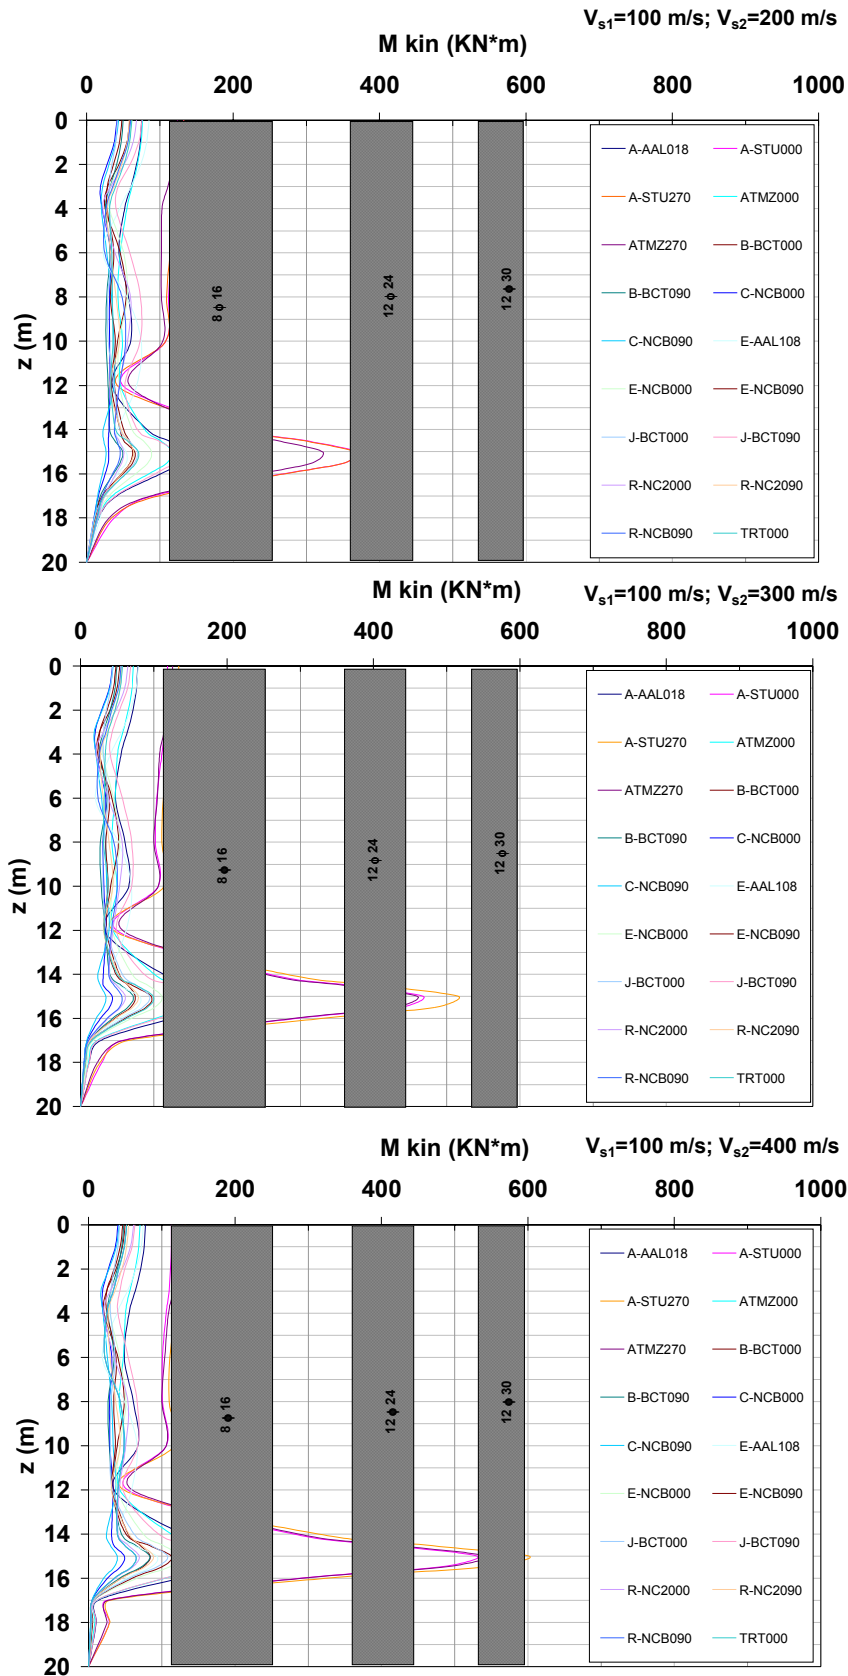 V_s1=100 m/s; V_s2=200 m/s
M kin (KN*m)
0 200 400 600 800 1000
0
2
4
6
8
10
12
14
16
18
20
z (m)
8 ϕ 16
12 ϕ 24
12 ϕ 30
A-AAL018 A-STU000
A-STU270 ATMZ000
ATMZ270 B-BCT000
B-BCT090 C-NCB000
C-NCB090 E-AAL108
E-NCB000 E-NCB090
J-BCT000 J-BCT090
R-NC2000 R-NC2090
R-NCB090 TRT000
M kin (KN*m)
V_s1=100 m/s; V_s2=300 m/s
0 200 400 600 800 1000
0
2
4
6
8
10
12
14
16
18
20
z (m)
8 ϕ 16
12 ϕ 24
12 ϕ 30
A-AAL018 A-STU000
A-STU270 ATMZ000
ATMZ270 B-BCT000
B-BCT090 C-NCB000
C-NCB090 E-AAL108
E-NCB000 E-NCB090
J-BCT000 J-BCT090
R-NC2000 R-NC2090
R-NCB090 TRT000
M kin (KN*m)
V_s1=100 m/s; V_s2=400 m/s
0 200 400 600 800 1000
0
2
4
6
8
10
12
14
16
18
20
z (m)
8 ϕ 16
12 ϕ 24
12 ϕ 30
A-AAL018 A-STU000
A-STU270 ATMZ000
ATMZ270 B-BCT000
B-BCT090 C-NCB000
C-NCB090 E-AAL108
E-NCB000 E-NCB090
J-BCT000 J-BCT090
R-NC2000 R-NC2090
R-NCB090 TRT000